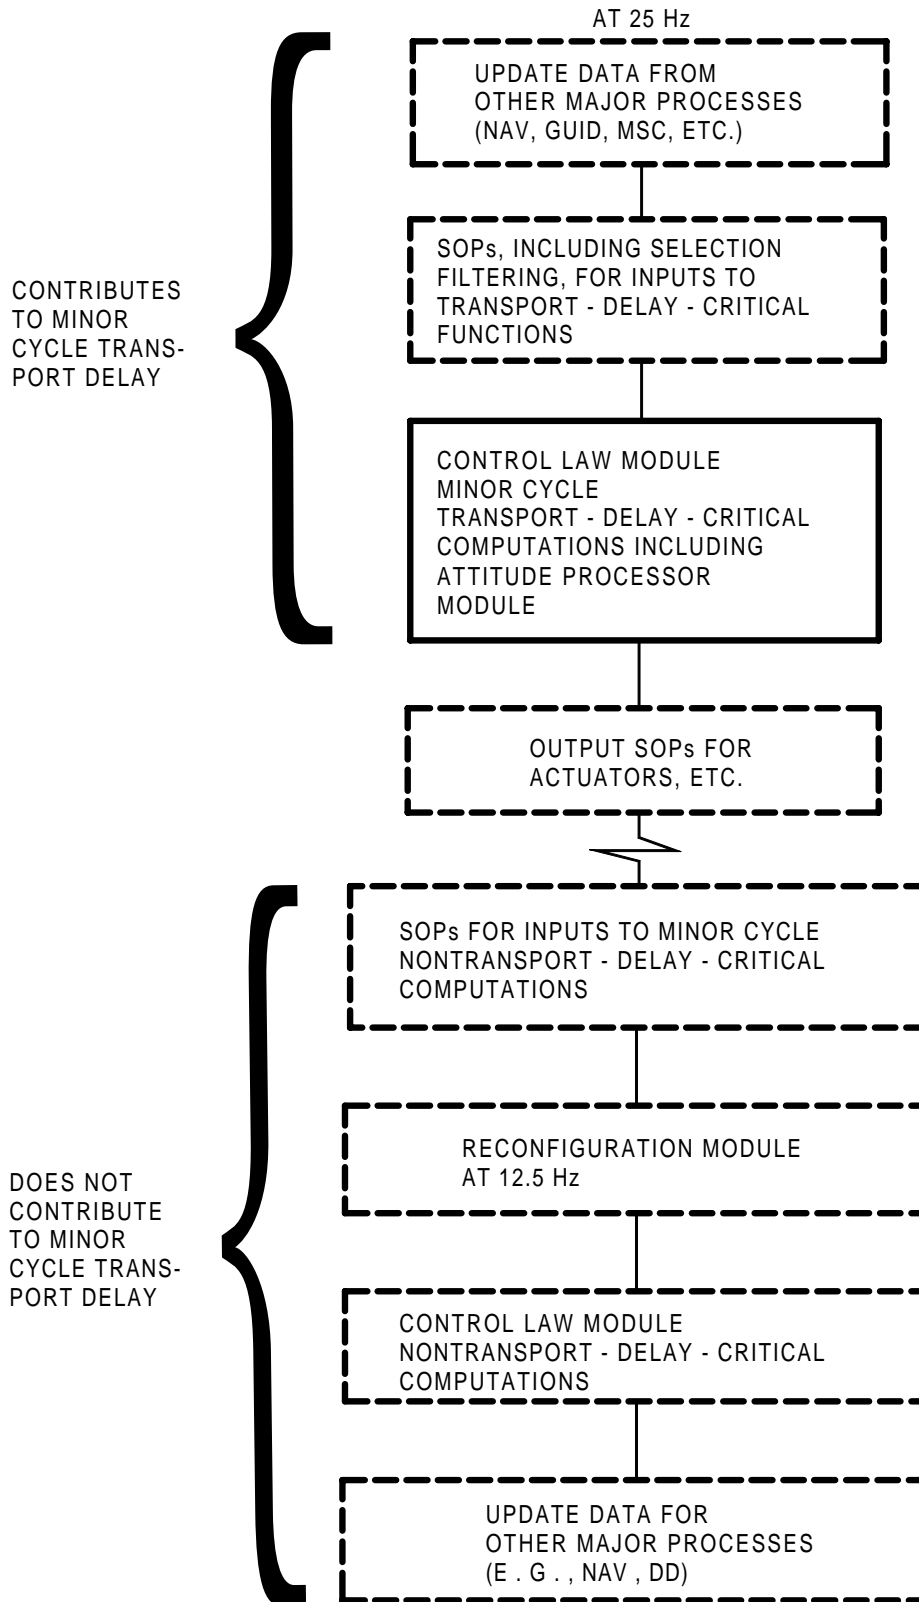 AT 25 Hz
UPDATE DATA FROM
OTHER MAJOR PROCESSES
(NAV, GUID, MSC, ETC.)
SOPs, INCLUDING SELECTION
FILTERING, FOR INPUTS TO
TRANSPORT - DELAY - CRITICAL
FUNCTIONS
CONTRIBUTES
TO MINOR
CYCLE TRANS-
PORT DELAY
CONTROL LAW MODULE
MINOR CYCLE
TRANSPORT - DELAY - CRITICAL
COMPUTATIONS INCLUDING
ATTITUDE PROCESSOR
MODULE
OUTPUT SOPs FOR
ACTUATORS, ETC.
SOPs FOR INPUTS TO MINOR CYCLE
NONTRANSPORT - DELAY - CRITICAL
COMPUTATIONS
RECONFIGURATION MODULE
AT 12.5 Hz
DOES NOT
CONTRIBUTE
TO MINOR
CYCLE TRANS-
PORT DELAY
CONTROL LAW MODULE
NONTRANSPORT - DELAY - CRITICAL
COMPUTATIONS
UPDATE DATA FOR
OTHER MAJOR PROCESSES
(E . G . , NAV , DD)